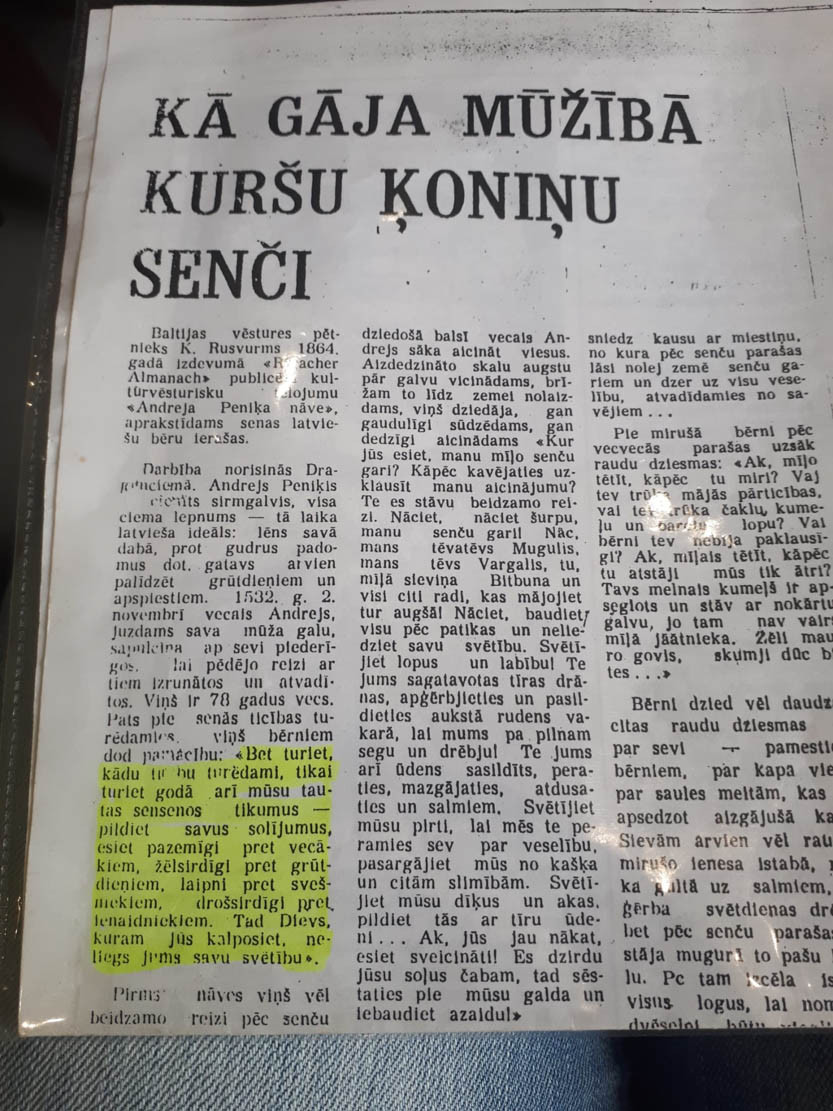 KĀ GĀJA MŪŽĪBĀ
KURŠU ĶONIŅU
SENČI
Baltijas vēstures pēt-
nieks K. Rusvurms 1864.
gadā izdevumā
Almanach» publicēja kul-
tūrvēsturisku tēlojumu
«Andreja Peniķa nāve»,
aprakstīdams senas latvie-
šu bēru ierašas.
Darbība norisinās Dra-
Andrejs Peniķis
sirmgalvis, visa
ciema lepnums — tā laika
latvieša ideāls: lēns savā
dabā, prot gudrus pado-
mus dot, gatavs arvien
palīdzēt grūtdieņiem un
apspiestiem. 1532. g. 2.
novembrī vecais Andrejs,
juzdams sava mūža galu,
sapulcina ap sevi piederī-
gos, lai pēdējo reizi ar
tiem izrunātos un atvadī-
tos. Viņš ir 78 gadus vecs.
Pats pie senās ticības tu-
rēdamies, viņš bērniem
dod pamācību: «Bet turiet,
kādu ticību turēdami, tikai
turiet godā arī mūsu tau-
tas sensenos tikumus —
pildiet savus solījumus,
esiet pazemīgi pret vecā-
kiem, žēlsirdīgi pret grūt-
dieņiem, laipni pret sveš-
niekiem, drošsirdīgi pret
ienaidniekiem. Tad Dievs,
kuram jūs kalposiet, ne-
liegs jums savu svētību».
Pirms nāves viņš vēl
beidzamo reizi pēc senču
dziedošā balsī vecais An-
drejs sāka aicināt viesus.
Aizdedzināto skalu augstu
pār galvu vicinādams, brī-
žam to līdz zemei nolaiz-
dams, viņš dziedāja, gan
gaudulīgi sūdzēdams, gan
dedzīgi aicinādams «Kur
jūs esiet, manu mīļo senču
gari? Kāpēc kavējaties uz-
klausīt manu aicinājumu?
Te es stāvu beidzamo rei-
zi. Nāciet, nāciet šurpu,
manu senču gari! Nāc,
mans tēvatēvs Mugulis,
mans tēvs Vargalis, tu,
mīļā sieviņa Bitbuna un
visi citi radi, kas mājojiet
tur augšā! Nāciet, baudiet
visu pēc patikas un nelie-
dziet savu svētību. Svētī-
jiet lopus un labību! Te
jums sagatavotas tīras drā-
nas, apģērbjieties un pasil-
dieties aukstā rudens va-
karā, lai mums pa pilnam
segu un drēbju! Te jums
arī ūdens sasildīts, pera-
ties, mazgājaties, atdusa-
ties un salmiem, Svētījiet
mūsu pirti, lai mēs te pe-
ramies sev par veselību,
pasargājiet mūs no kašķa
un citām slimībām. Svētī-
jiet mūsu dīķus un akas,
pildiet tās ar tīru ūde-
ni... Ak, jūs jau nākat,
esiet sveicināti! Es dzirdu
jūsu soļus čabam, tad sēs-
taties pie mūsu galda un
iebaudiet azaidu!»
sniedz kausu ar miestiņu,
no kura pēc senču parašas
lāsi nolej zemē senču ga-
riem un dzer uz visu vese-
lību, atvadīdamies no sa-
vējiem...
Pie mirušā bērni pēc
vecvecās parašas uzsāk
raudu dziesmas: «Ak, mīļo
tētīt, kāpēc tu miri? Vaj
tev trūka mājās pārticības,
vai tev trūka čaklu kume-
ļu un lopu? Vai
bērni tev nebija paklausī-
gi? Ak, mīļais tētīt, kāpēc
tu atstāji mūs tik ātri?
Tavs melnais kumeļš ir ap-
seglots un stāv ar nokārtu
galvu, jo tam nav vairs
mīļā jāātnieka. Žēli mau
ro govis, skumji dūc
tes...»
Bērni dzied vēl daudz
citas raudu dziesmas
par sevi — pamesti
bērniem, par kapa
par saules meitām, kas
apsedzot aizgājušā
Sievām arvien vēl
mirušo ienesa istabā,
gultā uz salmiem,
ģērba svētdienas
bet pēc senču
stāja mugurī to pašu
lu. Pc tam izcēla
visus logus, lai
dvēselei būtu